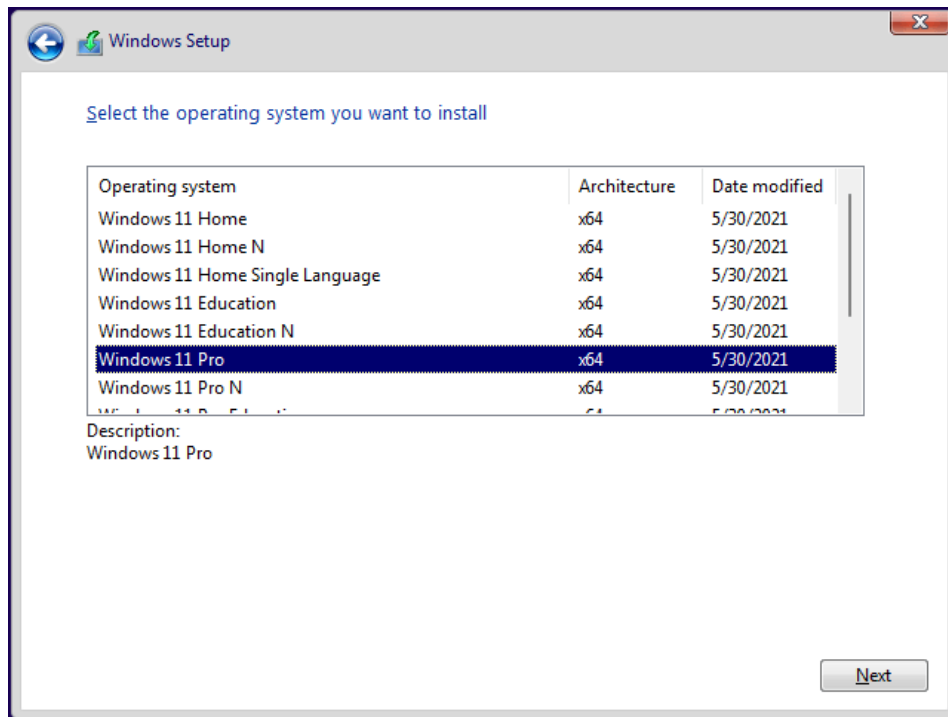 Windows Setup
Select the operating system you want to install
Operating system Architecture Date modified
Windows 11 Home x64 5/30/2021
Windows 11 Home N x64 5/30/2021
Windows 11 Home Single Language x64 5/30/2021
Windows 11 Education x64 5/30/2021
Windows 11 Education N x64 5/30/2021
Windows 11 Pro x64 5/30/2021
Windows 11 Pro N x64 5/30/2021
Description:
Windows 11 Pro
Next